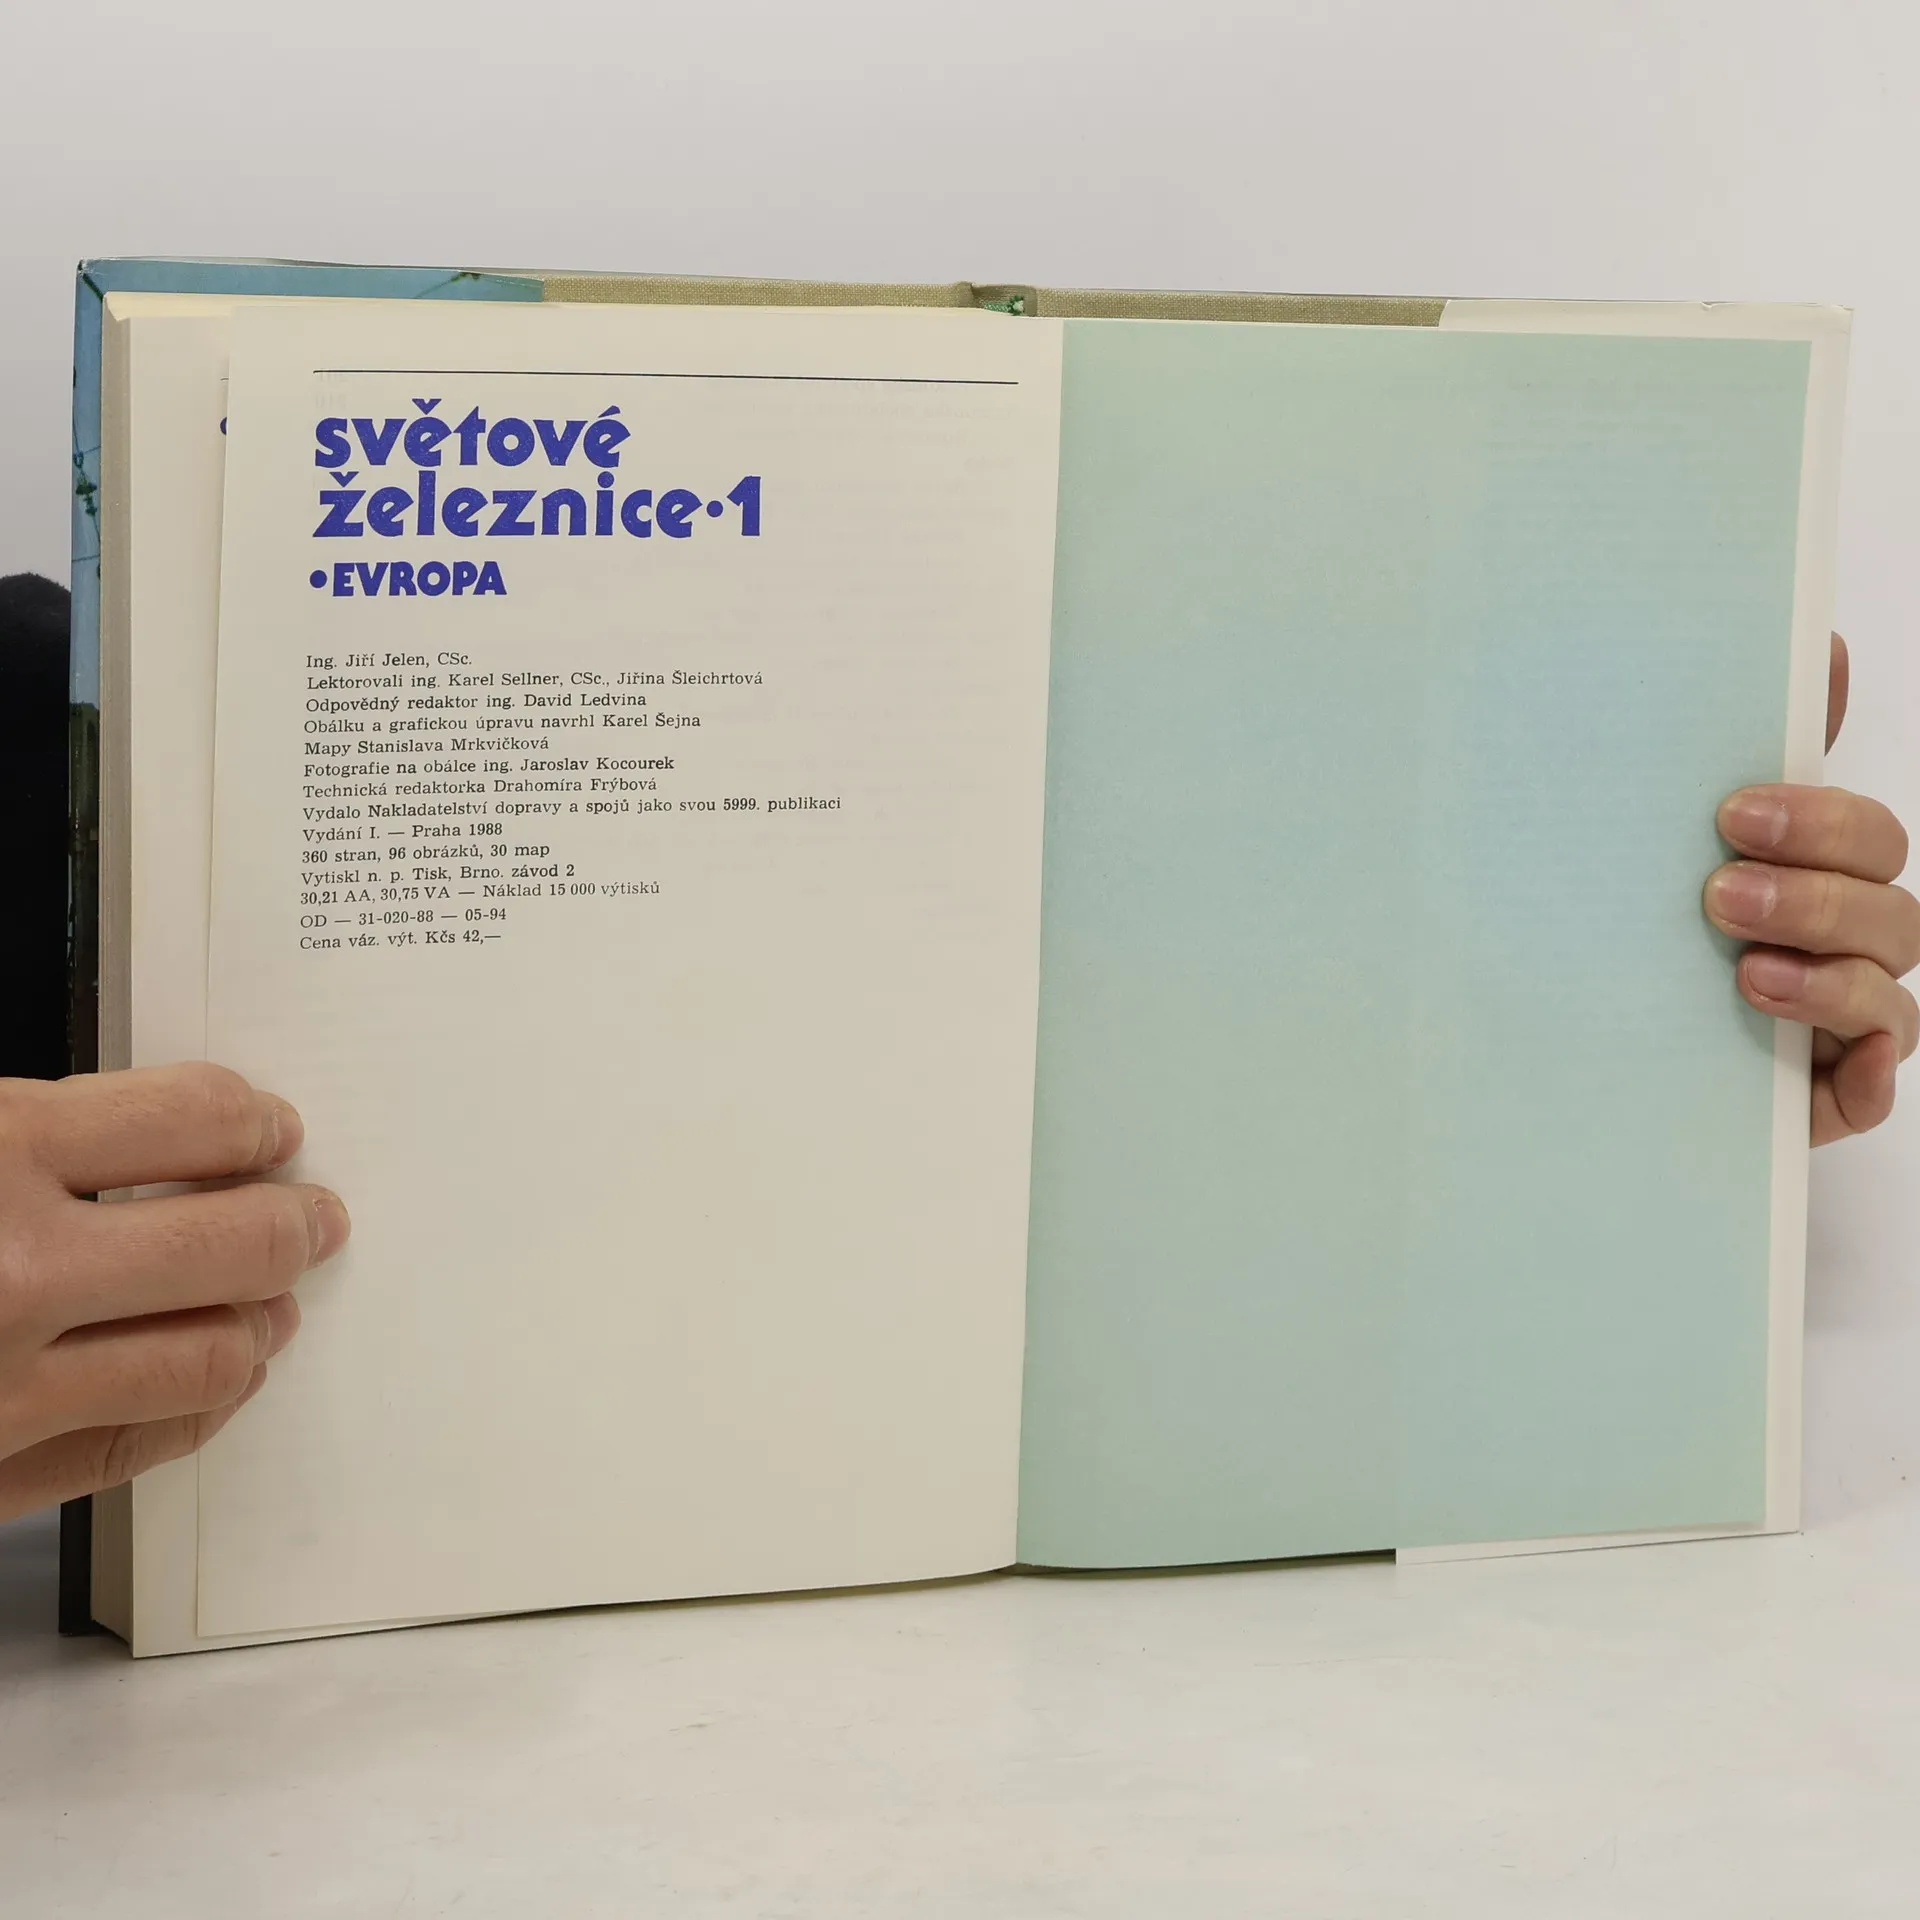 světové
železnice•1
•EVROPA
Ing. Jiří Jelen, CSc.
Lektorovali ing. Karel Sellner, CSc., Jiřina Šleichrtová
Odpovědný redaktor ing. David Ledvina
Obálku a grafickou úpravu navrhl Karel Šejna
Mapy Stanislava Mrkvičková
Fotografie na obálce ing. Jaroslav Kocourek
Technická redaktorka Drahomíra Frýbová
Vydalo Nakladatelství dopravy a spojů jako svou 5999. publikaci
Vydání I. — Praha 1988
360 stran, 96 obrázků, 30 map
Vytiskl n. p. Tisk, Brno. závod 2
30,21 AA, 30,75 VA — Náklad 15 000 výtisků
OD — 31-020-88 — 05-94
Cena váz. výt. Kčs 42,—